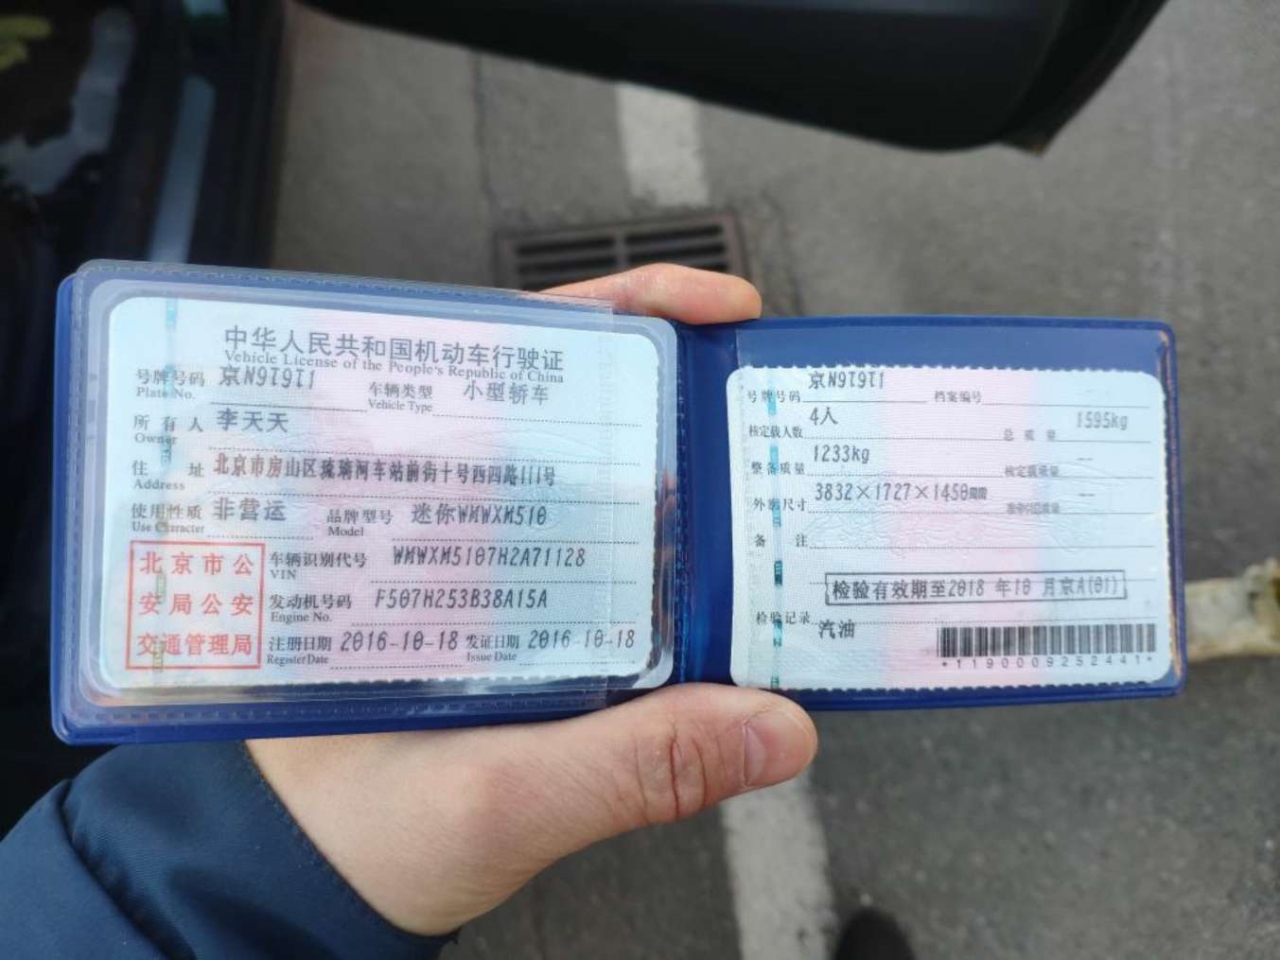 中华人民共和国机动车行驶证
Vehicle License of the People's Republic of China
号牌号码 京N9T9T1 车辆类型 小型轿车
Plate No. Vehicle Type
所有人 李天天
Owner
住址 北京市房山区琉璃河车站前街十号西四路111号
Address
使用性质 非营运 品牌型号 迷你WMWXM510
Use Character Model
北京市公
安局公安
交通管理局
车辆识别代号 WMWXM5107H2A71128
VIN
发动机号码 F507H253B38A15A
Engine No.
注册日期 2016-10-18 发证日期 2016-10-18
Register Date Issue Date
号牌号码 京N9T9T1 档案编号
核定载人数 4人 总质量 1595kg
整备质量 1233kg 核定载质量 --
外廓尺寸 3832×1727×1450 --
备注
检验有效期至2018年10月京A(01)
检验记录 汽油
*1190009252441*